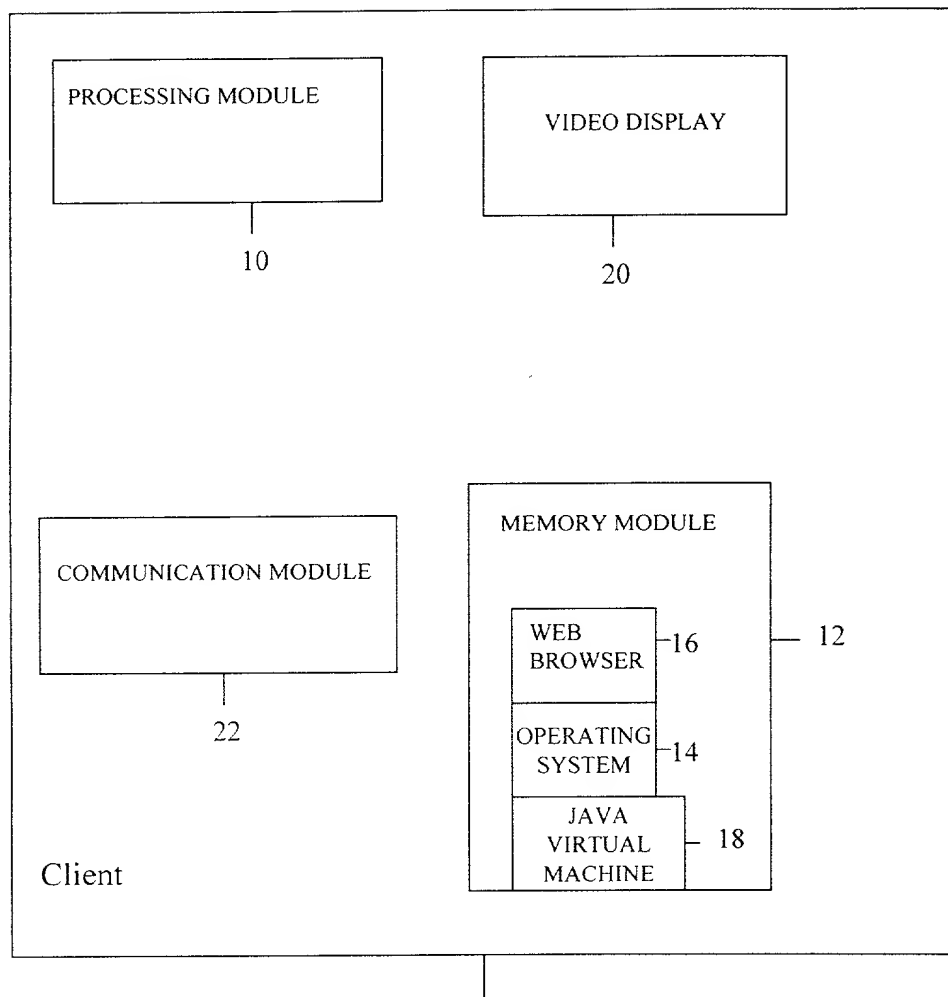 PROCESSING MODULE
10
VIDEO DISPLAY
20
COMMUNICATION MODULE
22
MEMORY MODULE
WEB
BROWSER
16
12
OPERATING
SYSTEM
14
JAVA
VIRTUAL
MACHINE
18
Client